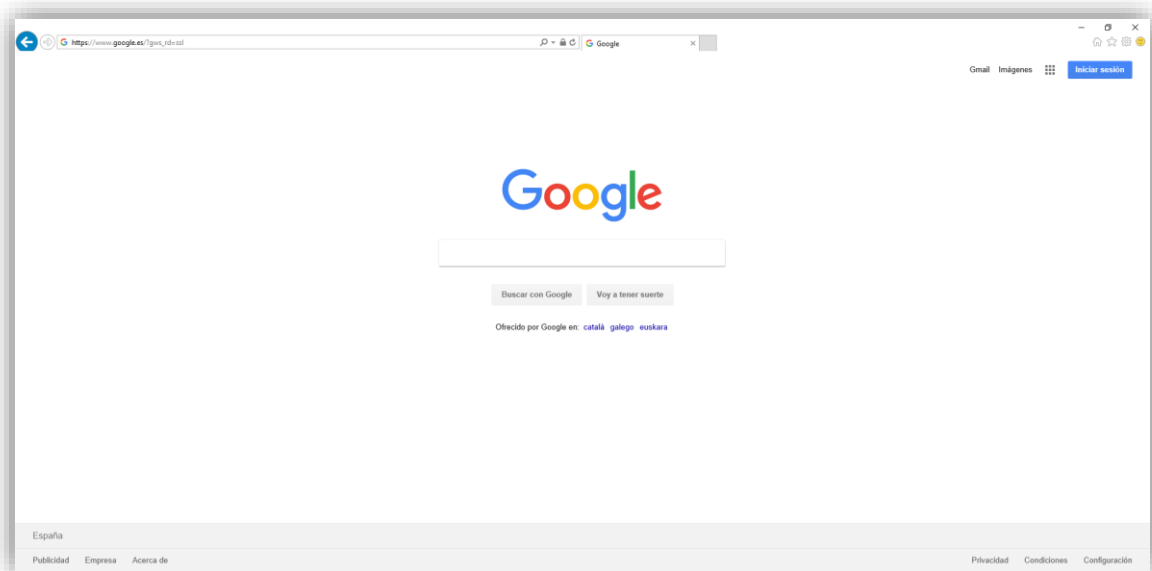 https://www.google.es/?gws_rd=ssl
Google
Gmail Imágenes
Iniciar sesión
Google
Buscar con Google Voy a tener suerte
Ofrecido por Google en: català galego euskara
España
Publicidad Empresa Acerca de Privacidad Condiciones Configuración